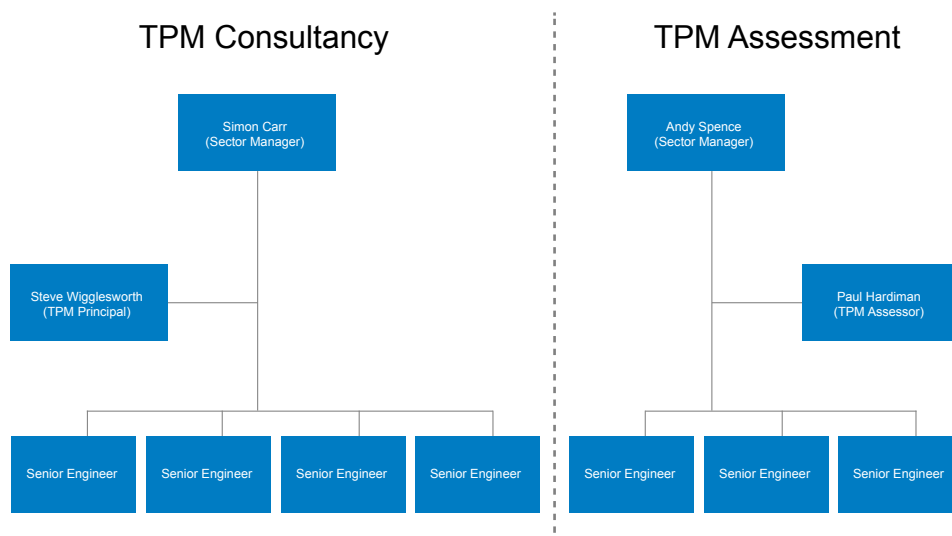 TPM Consultancy
TPM Assessment
Simon Carr
(Sector Manager)
Andy Spence
(Sector Manager)
Steve Wigglesworth
(TPM Principal)
Paul Hardiman
(TPM Assessor)
Senior Engineer
Senior Engineer
Senior Engineer
Senior Engineer
Senior Engineer
Senior Engineer
Senior Engineer